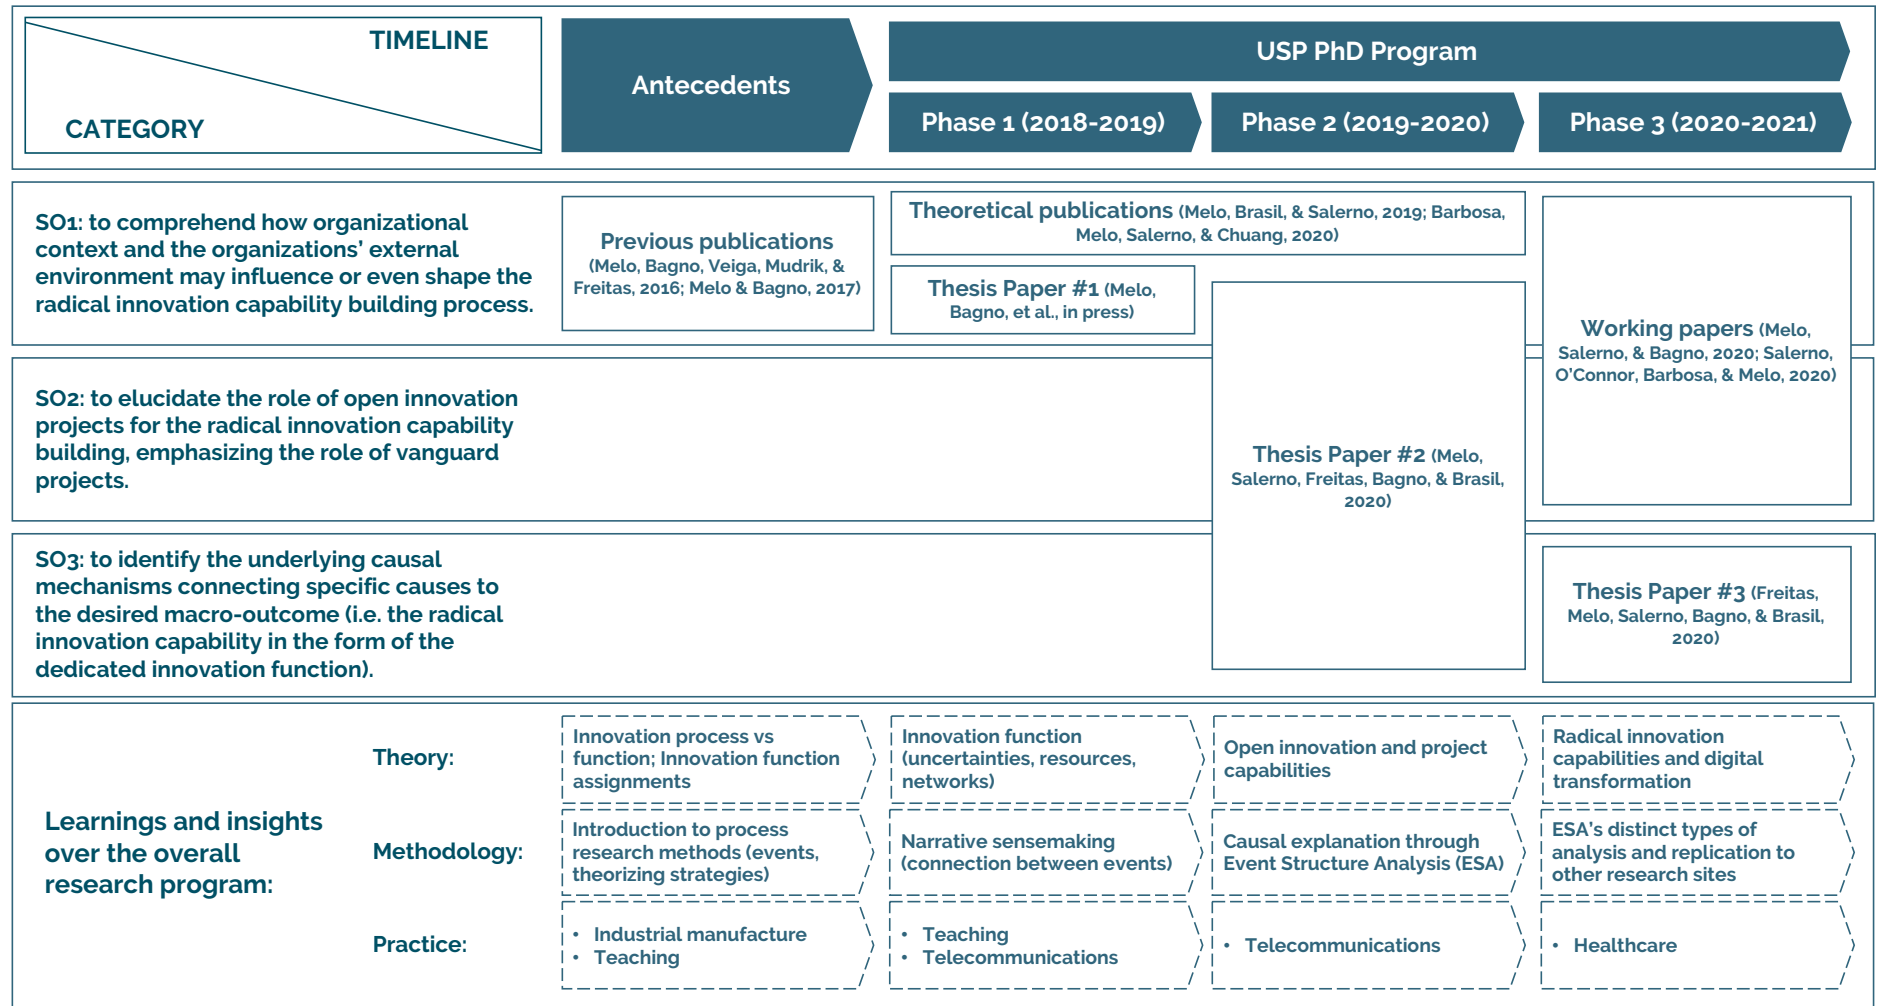 TIMELINE
CATEGORY
Antecedents
USP PhD Program
Phase 1 (2018-2019)
Phase 2 (2019-2020)
Phase 3 (2020-2021)
SO1: to comprehend how organizational
context and the organizations’ external
environment may influence or even shape the
radical innovation capability building process.
Previous publications
(Melo, Bagno, Veiga, Mudrik, &
Freitas, 2016; Melo & Bagno, 2017)
Theoretical publications (Melo, Brasil, & Salerno, 2019; Barbosa,
Melo, Salerno, & Chuang, 2020)
Thesis Paper #1 (Melo,
Bagno, et al., in press)
Working papers (Melo,
Salerno, & Bagno, 2020; Salerno,
O’Connor, Barbosa, & Melo, 2020)
SO2: to elucidate the role of open innovation
projects for the radical innovation capability
building, emphasizing the role of vanguard
projects.
Thesis Paper #2 (Melo,
Salerno, Freitas, Bagno, & Brasil,
2020)
SO3: to identify the underlying causal
mechanisms connecting specific causes to
the desired macro-outcome (i.e. the radical
innovation capability in the form of the
dedicated innovation function).
Thesis Paper #3 (Freitas,
Melo, Salerno, Bagno, & Brasil,
2020)
Learnings and insights
over the overall
research program:
Theory:
Innovation process vs
function; Innovation function
assignments
Innovation function
(uncertainties, resources,
networks)
Open innovation and project
capabilities
Radical innovation
capabilities and digital
transformation
Methodology:
Introduction to process
research methods (events,
theorizing strategies)
Narrative sensemaking
(connection between events)
Causal explanation through
Event Structure Analysis (ESA)
ESA’s distinct types of
analysis and replication to
other research sites
Practice:
• Industrial manufacture
• Teaching
• Teaching
• Telecommunications
• Telecommunications
• Healthcare